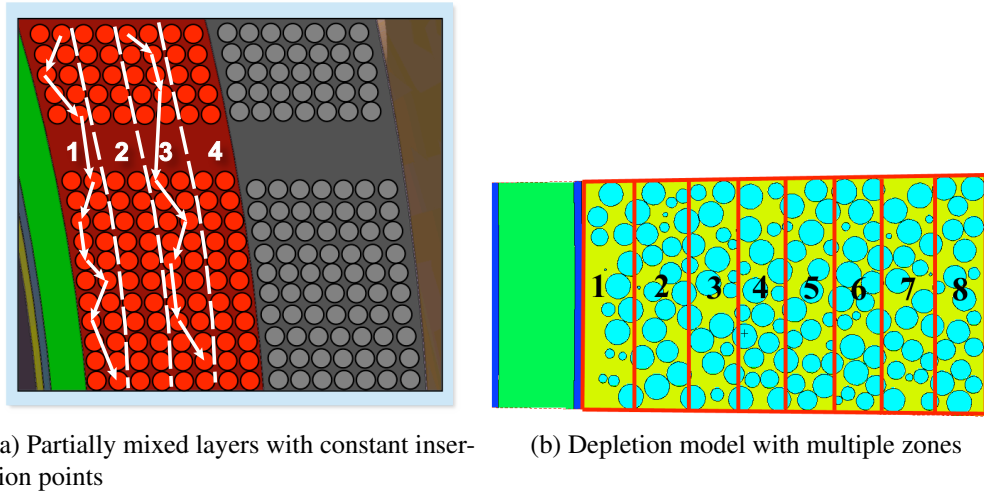 1 2 3 4
1 2 3 4 5 6 7 8
a) Partially mixed layers with constant inser-
ion points
(b) Depletion model with multiple zones